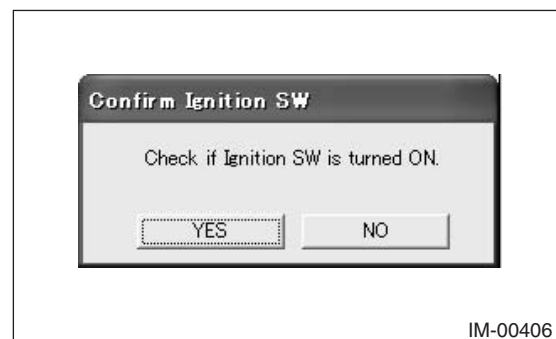 Confirm Ignition SW
Check if Ignition SW is turned ON.
YES NO
IM-00406